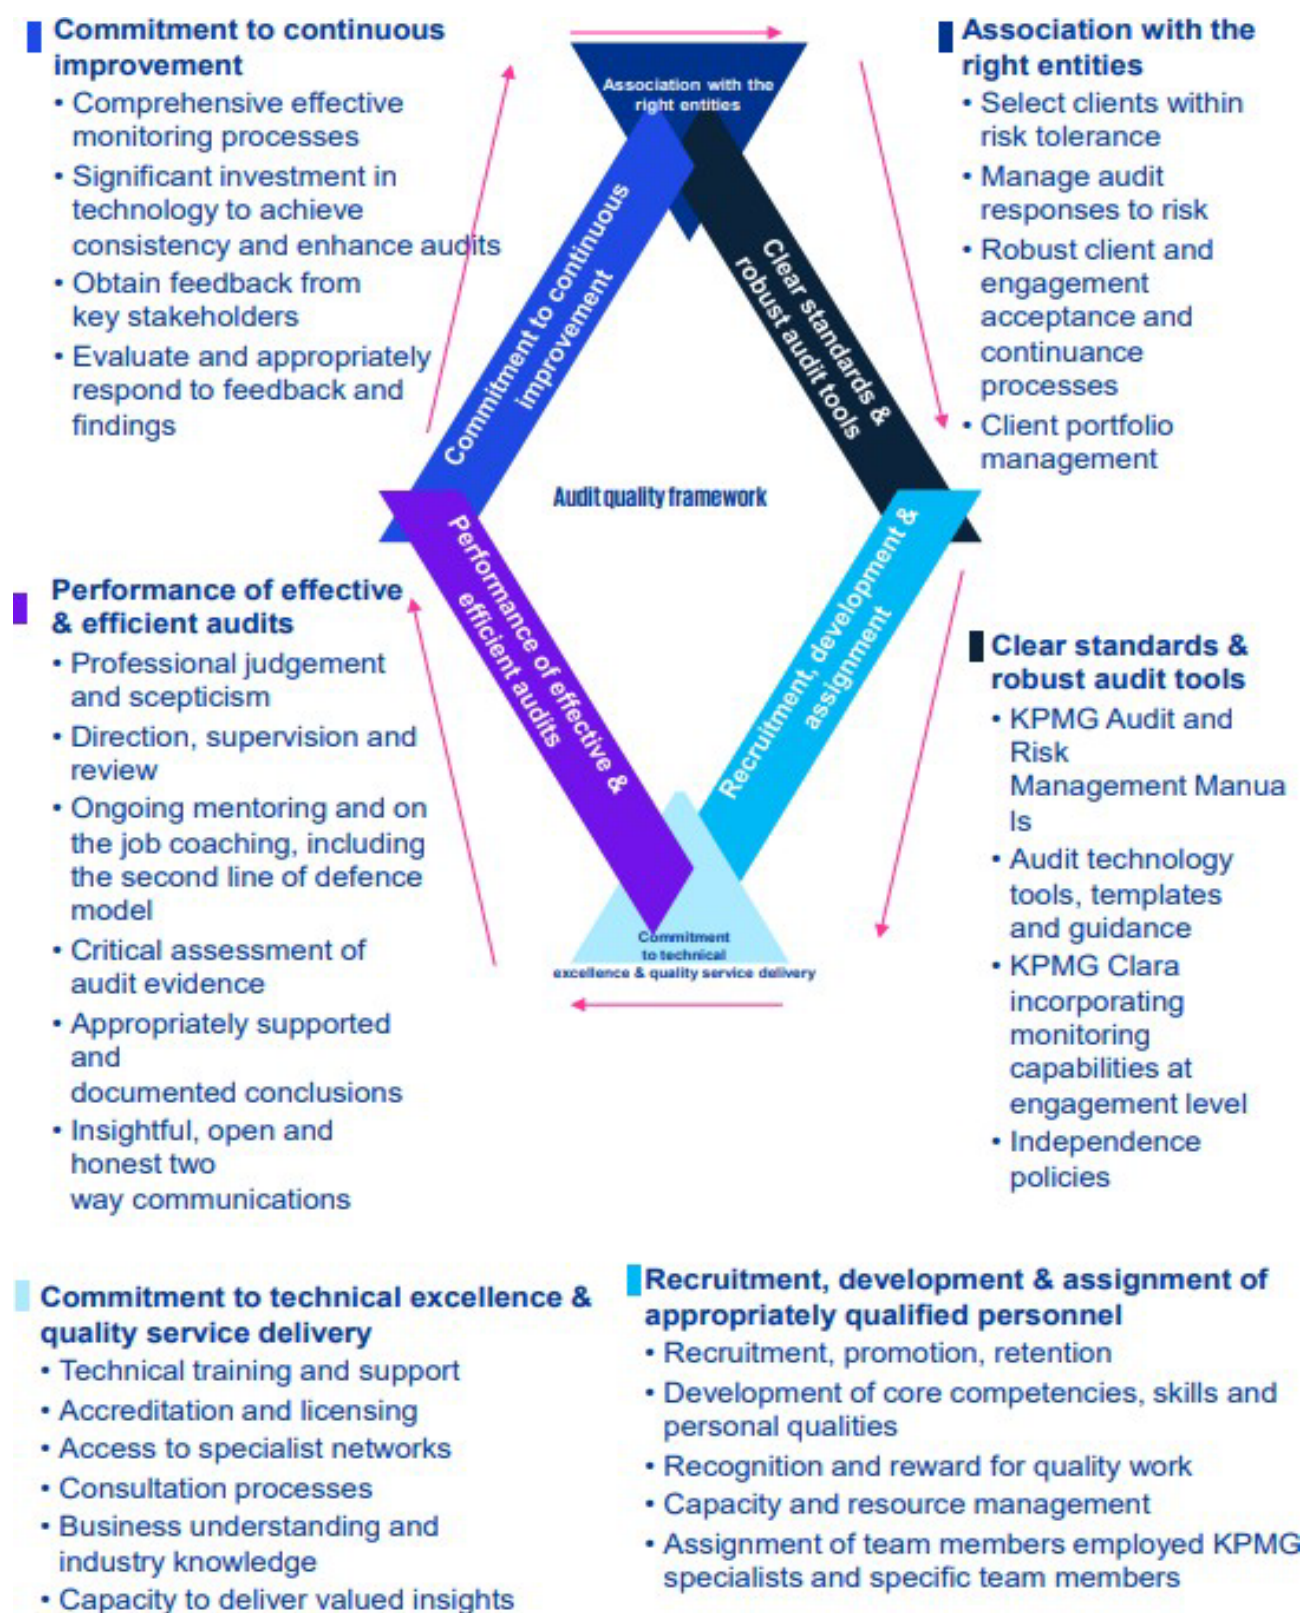 Commitment to continuous
improvement
• Comprehensive effective
monitoring processes
• Significant investment in
technology to achieve
consistency and enhance audits
• Obtain feedback from
key stakeholders
• Evaluate and appropriately
respond to feedback and
findings
Association with the
right entities
Association with the
right entities
• Select clients within
risk tolerance
• Manage audit
responses to risk
• Robust client and
engagement
acceptance and
continuance
processes
• Client portfolio
management
Commitment to continuous
improvement
Clear standards &
robust audit tools
Audit quality framework
Performance of effective &
efficient audits
Recruitment, development &
assignment
Commitment
to technical
excellence & quality service delivery
Performance of effective
& efficient audits
• Professional judgement
and scepticism
• Direction, supervision and
review
• Ongoing mentoring and on
the job coaching, including
the second line of defence
model
• Critical assessment of
audit evidence
• Appropriately supported
and
documented conclusions
• Insightful, open and
honest two
way communications
Clear standards &
robust audit tools
• KPMG Audit and
Risk
Management Manua
ls
• Audit technology
tools, templates
and guidance
• KPMG Clara
incorporating
monitoring
capabilities at
engagement level
• Independence
policies
Commitment to technical excellence &
quality service delivery
• Technical training and support
• Accreditation and licensing
• Access to specialist networks
• Consultation processes
• Business understanding and
industry knowledge
• Capacity to deliver valued insights
Recruitment, development & assignment of
appropriately qualified personnel
• Recruitment, promotion, retention
• Development of core competencies, skills and
personal qualities
• Recognition and reward for quality work
• Capacity and resource management
• Assignment of team members employed KPMG
specialists and specific team members